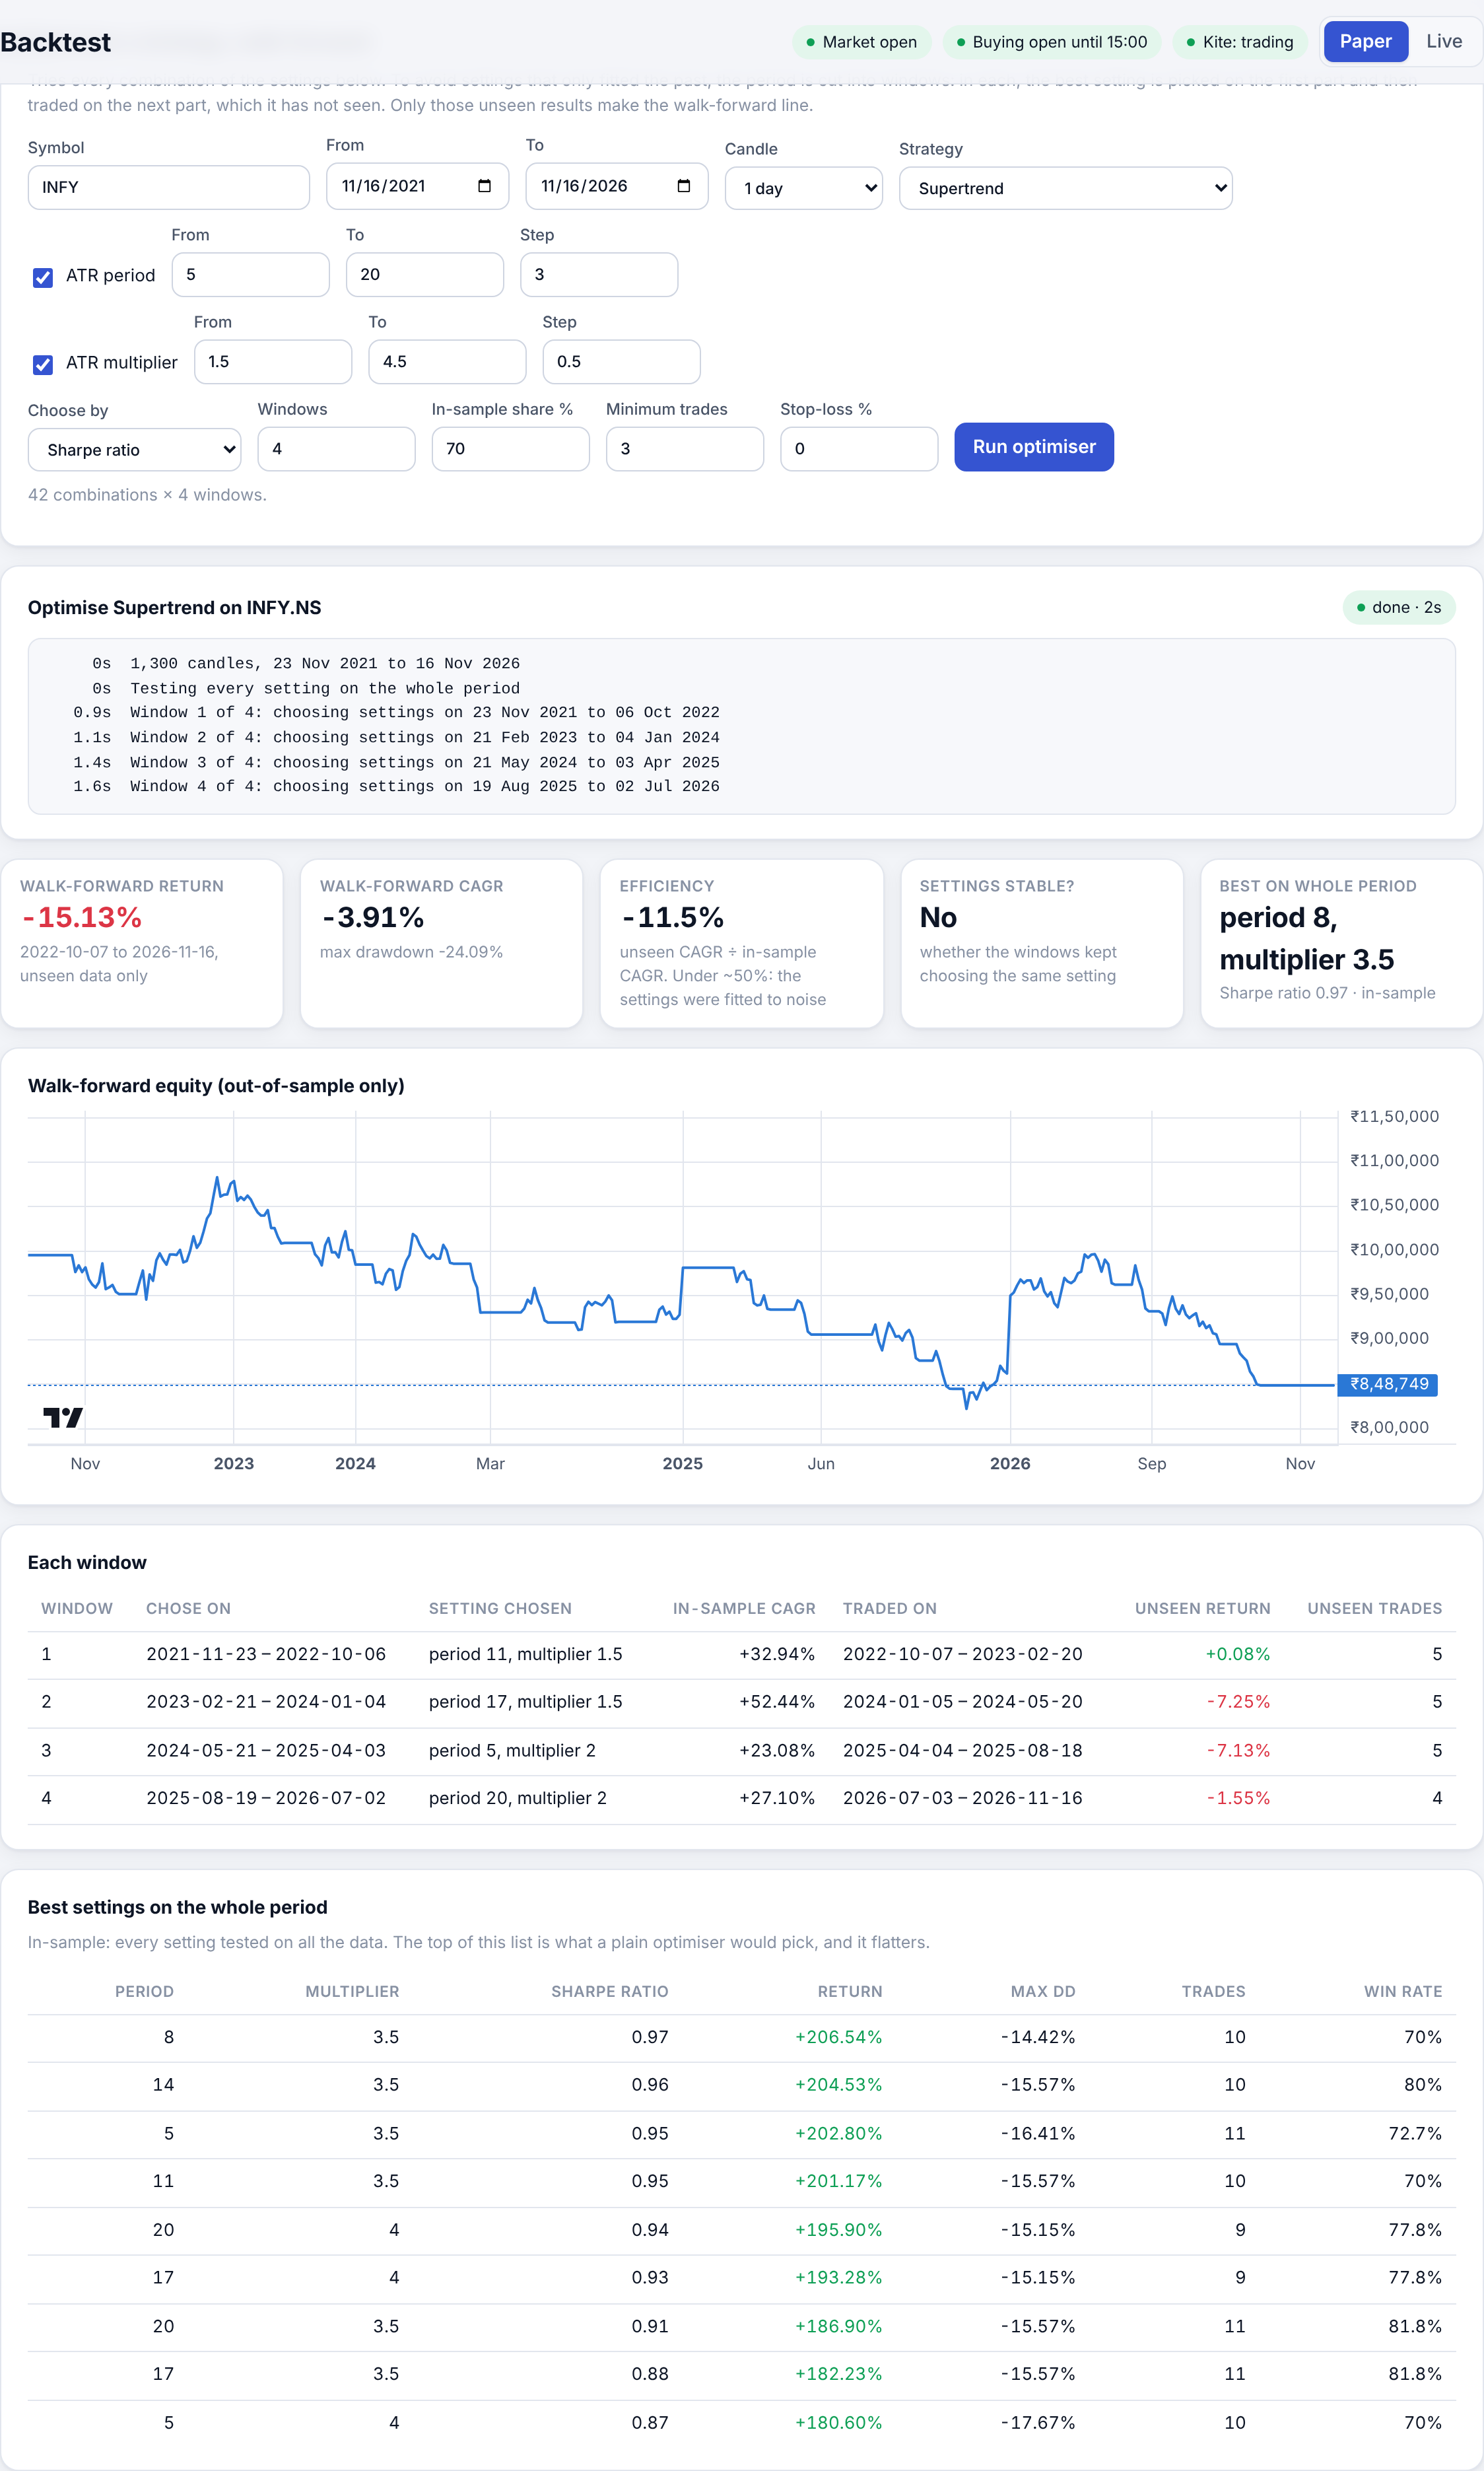 Backtest
Market open
Buying open until 15:00
Kite: trading
Paper
Live
traded on the next part, which it has not seen. Only those unseen results make the walk-forward line.
Symbol
From
To
Candle
Strategy
INFY
11/16/2021
11/16/2026
1 day
Supertrend
From
To
Step
ATR period
5
20
3
From
To
Step
ATR multiplier
1.5
4.5
0.5
Choose by
Windows
In-sample share %
Minimum trades
Stop-loss %
Sharpe ratio
4
70
3
0
Run optimiser
42 combinations × 4 windows.
Optimise Supertrend on INFY.NS
done · 2s
0s 1,300 candles, 23 Nov 2021 to 16 Nov 2026
0s Testing every setting on the whole period
0.9s Window 1 of 4: choosing settings on 23 Nov 2021 to 06 Oct 2022
1.1s Window 2 of 4: choosing settings on 21 Feb 2023 to 04 Jan 2024
1.4s Window 3 of 4: choosing settings on 21 May 2024 to 03 Apr 2025
1.6s Window 4 of 4: choosing settings on 19 Aug 2025 to 02 Jul 2026
WALK-FORWARD RETURN
-15.13%
2022-10-07 to 2026-11-16,
unseen data only
WALK-FORWARD CAGR
-3.91%
max drawdown -24.09%
EFFICIENCY
-11.5%
unseen CAGR ÷ in-sample
CAGR. Under ~50%: the
settings were fitted to noise
SETTINGS STABLE?
No
whether the windows kept
choosing the same setting
BEST ON WHOLE PERIOD
period 8,
multiplier 3.5
Sharpe ratio 0.97 · in-sample
Walk-forward equity (out-of-sample only)
₹11,50,000
₹11,00,000
₹10,50,000
₹10,00,000
₹9,50,000
₹9,00,000
₹8,48,749
₹8,00,000
Nov 2023 2024 Mar 2025 Jun 2026 Sep Nov
Each window
WINDOW CHOSE ON SETTING CHOSEN IN-SAMPLE CAGR TRADED ON UNSEEN RETURN UNSEEN TRADES
1 2021-11-23 – 2022-10-06 period 11, multiplier 1.5 +32.94% 2022-10-07 – 2023-02-20 +0.08% 5
2 2023-02-21 – 2024-01-04 period 17, multiplier 1.5 +52.44% 2024-01-05 – 2024-05-20 -7.25% 5
3 2024-05-21 – 2025-04-03 period 5, multiplier 2 +23.08% 2025-04-04 – 2025-08-18 -7.13% 5
4 2025-08-19 – 2026-07-02 period 20, multiplier 2 +27.10% 2026-07-03 – 2026-11-16 -1.55% 4
Best settings on the whole period
In-sample: every setting tested on all the data. The top of this list is what a plain optimiser would pick, and it flatters.
PERIOD MULTIPLIER SHARPE RATIO RETURN MAX DD TRADES WIN RATE
8 3.5 0.97 +206.54% -14.42% 10 70%
14 3.5 0.96 +204.53% -15.57% 10 80%
5 3.5 0.95 +202.80% -16.41% 11 72.7%
11 3.5 0.95 +201.17% -15.57% 10 70%
20 4 0.94 +195.90% -15.15% 9 77.8%
17 4 0.93 +193.28% -15.15% 9 77.8%
20 3.5 0.91 +186.90% -15.57% 11 81.8%
17 3.5 0.88 +182.23% -15.57% 11 81.8%
5 4 0.87 +180.60% -17.67% 10 70%